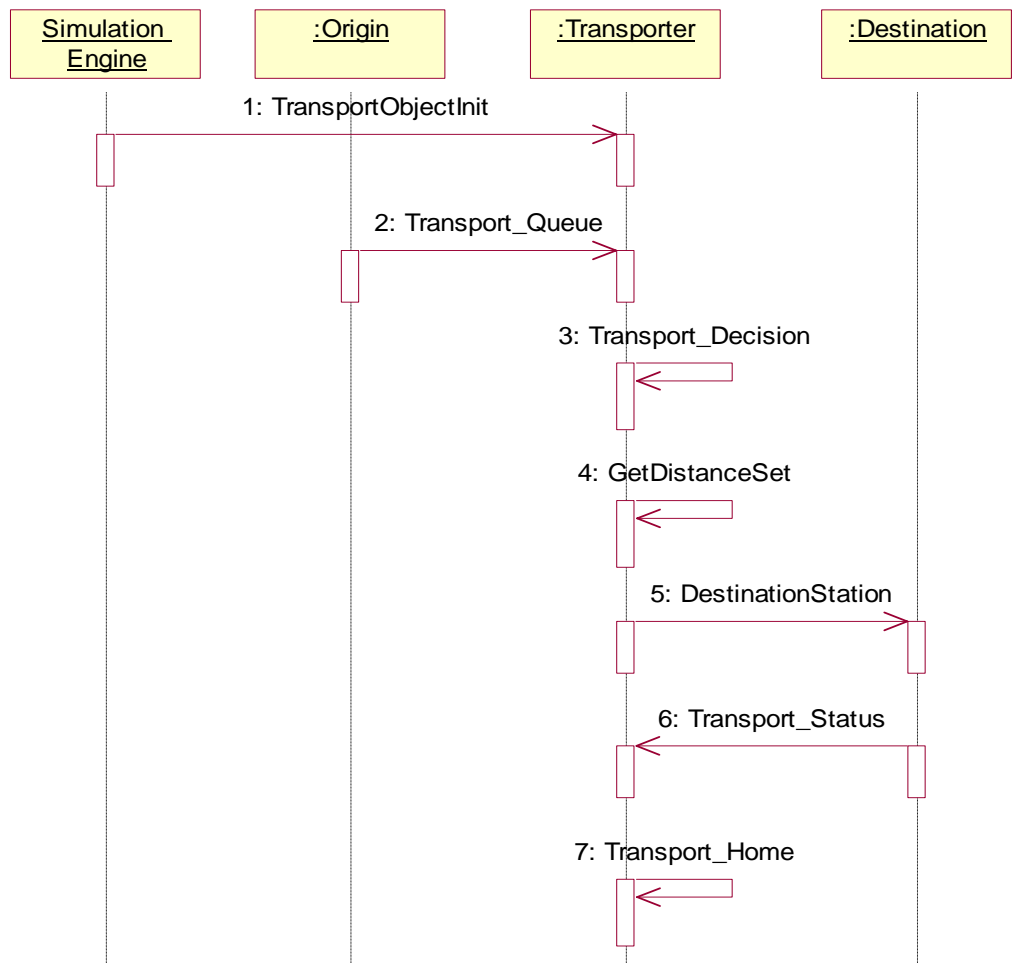 Simulation
Engine
:Origin
:Transporter
:Destination
1: TransportObjectInit
2: Transport_Queue
3: Transport_Decision
4: GetDistanceSet
5: DestinationStation
6: Transport_Status
7: Transport_Home